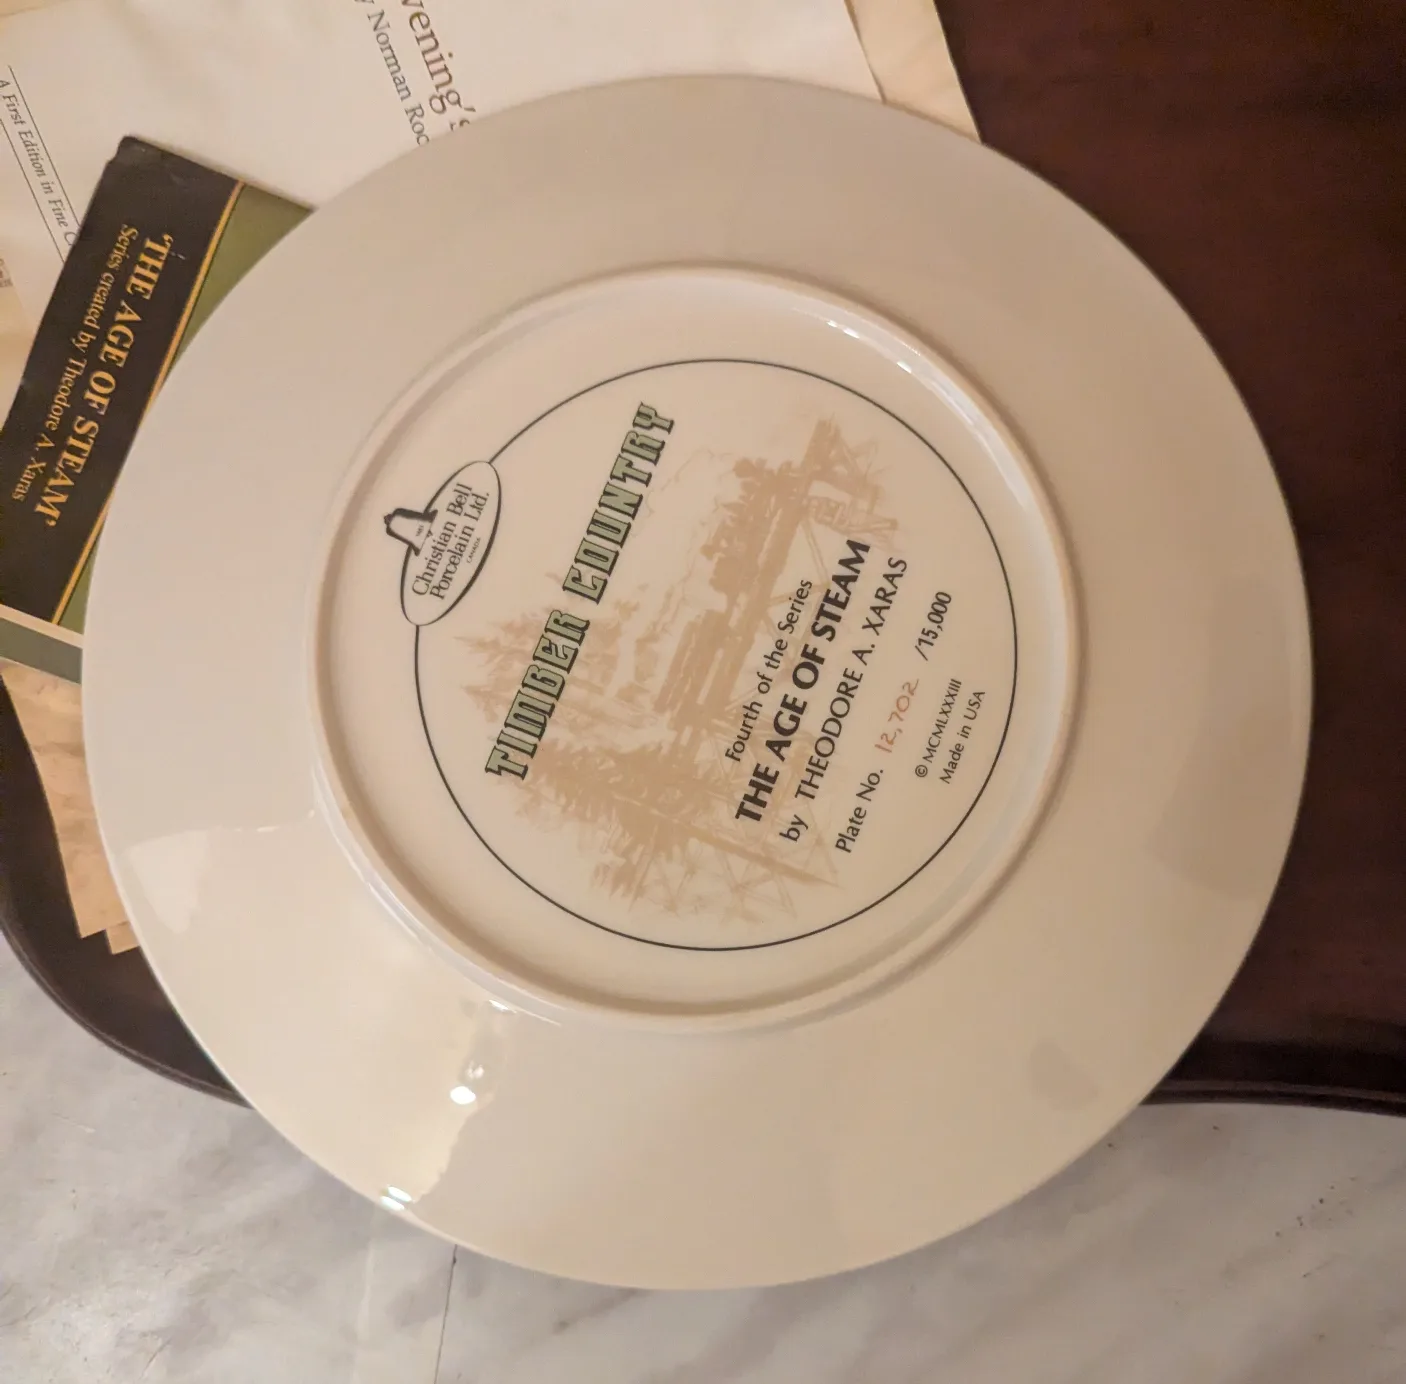 vening's
y Norman Roc
A First Edition in Fine C
'THE AGE OF STEAM'
Series created by Theodore A. Xaras
Christian Bell
Porcelain Ltd.
CANADA
TIMBER COUNTRY
Fourth of the Series
THE AGE OF STEAM
by THEODORE A. XARAS
Plate No. 12,702 /15,000
© MCMLXXXIII
Made in USA